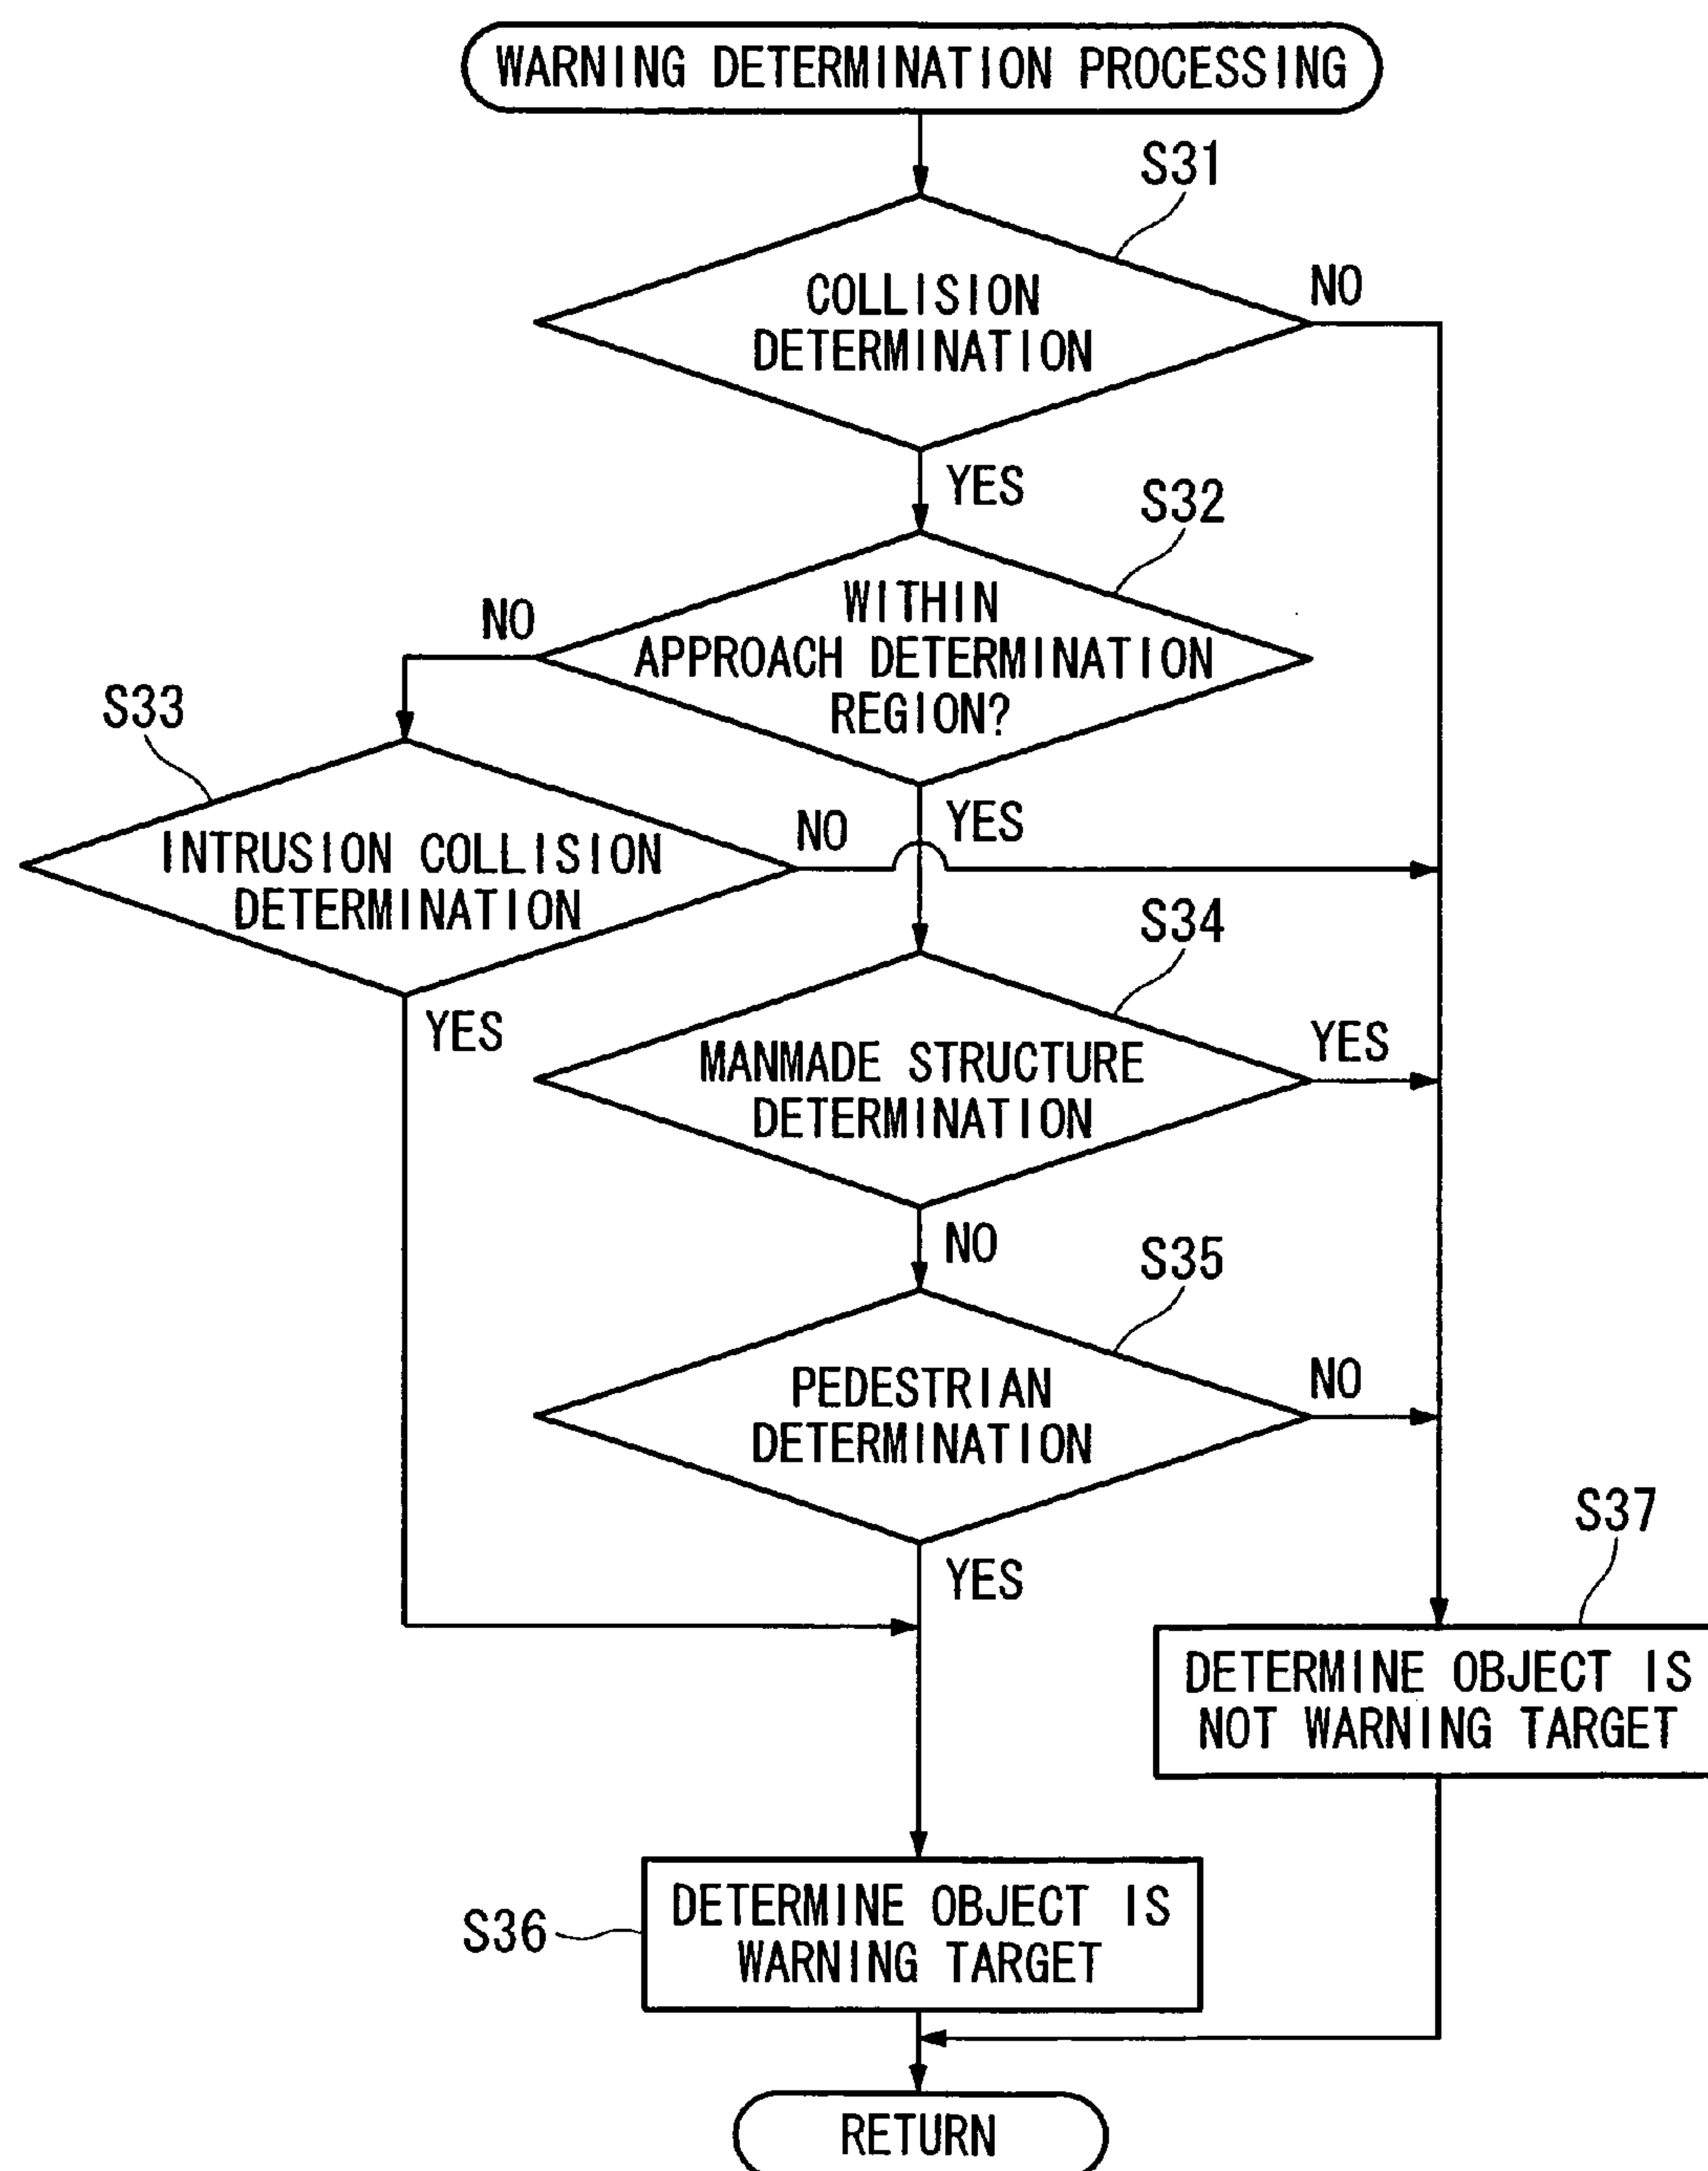 WARNING DETERMINATION PROCESSING
S31
COLLISION
DETERMINATION
NO
YES
S32
WITHIN
APPROACH DETERMINATION
REGION?
NO
YES
S33
INTRUSION COLLISION
DETERMINATION
NO
YES
S34
MANMADE STRUCTURE
DETERMINATION
YES
NO
S35
PEDESTRIAN
DETERMINATION
NO
YES
S37
DETERMINE OBJECT IS
NOT WARNING TARGET
S36
DETERMINE OBJECT IS
WARNING TARGET
RETURN